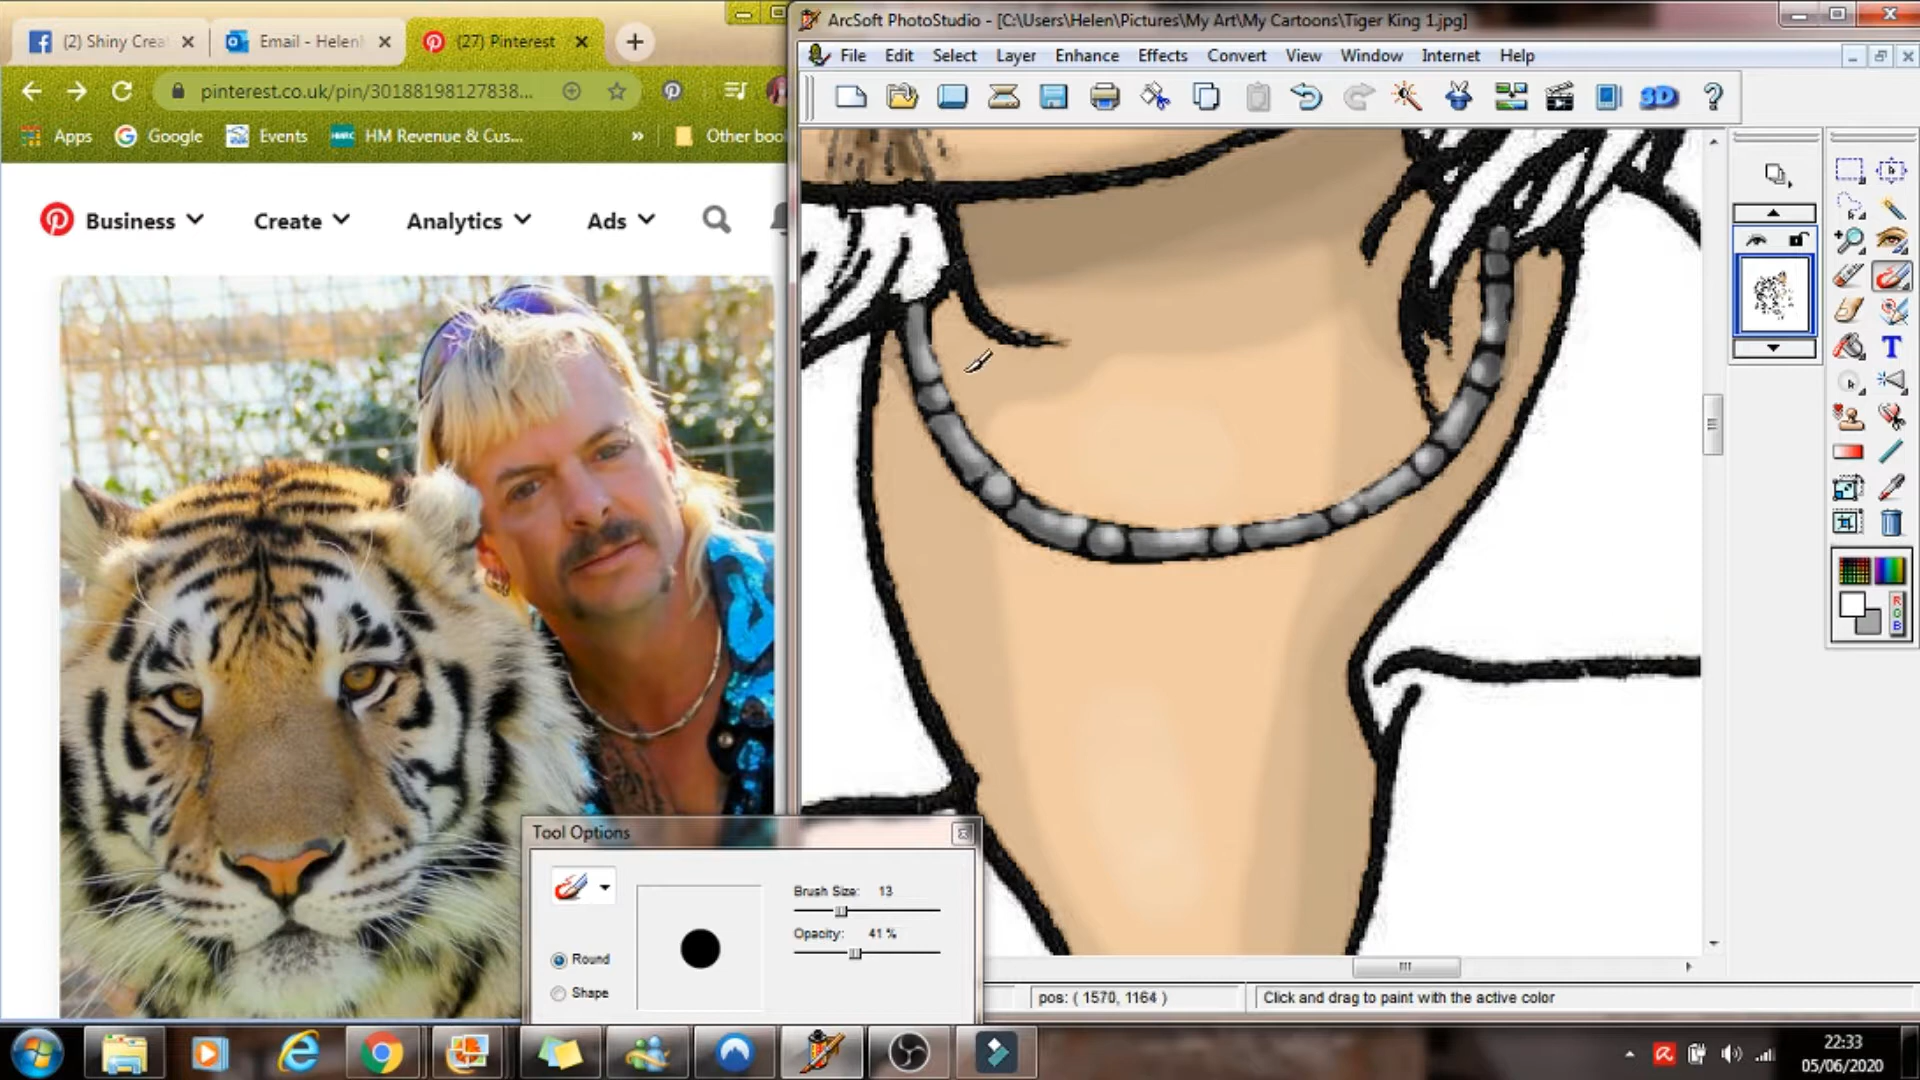 (2) Shiny Crea
Email - Helen
(27) Pinterest
pinterest.co.uk/pin/30188198127838...
Apps
Google
Events
HM Revenue & Cus...
»
Other boo
Business
Create
Analytics
Ads
ArcSoft PhotoStudio - [C:\Users\Helen\Pictures\My Art\My Cartoons\Tiger King 1.jpg]
File Edit Select Layer Enhance Effects Convert View Window Internet Help
3D
T
R
G
B
Tool Options
Brush Size: 13
Opacity: 41 %
Round
Shape
pos: ( 1570, 1164 )
Click and drag to paint with the active color
22:33
05/06/2020